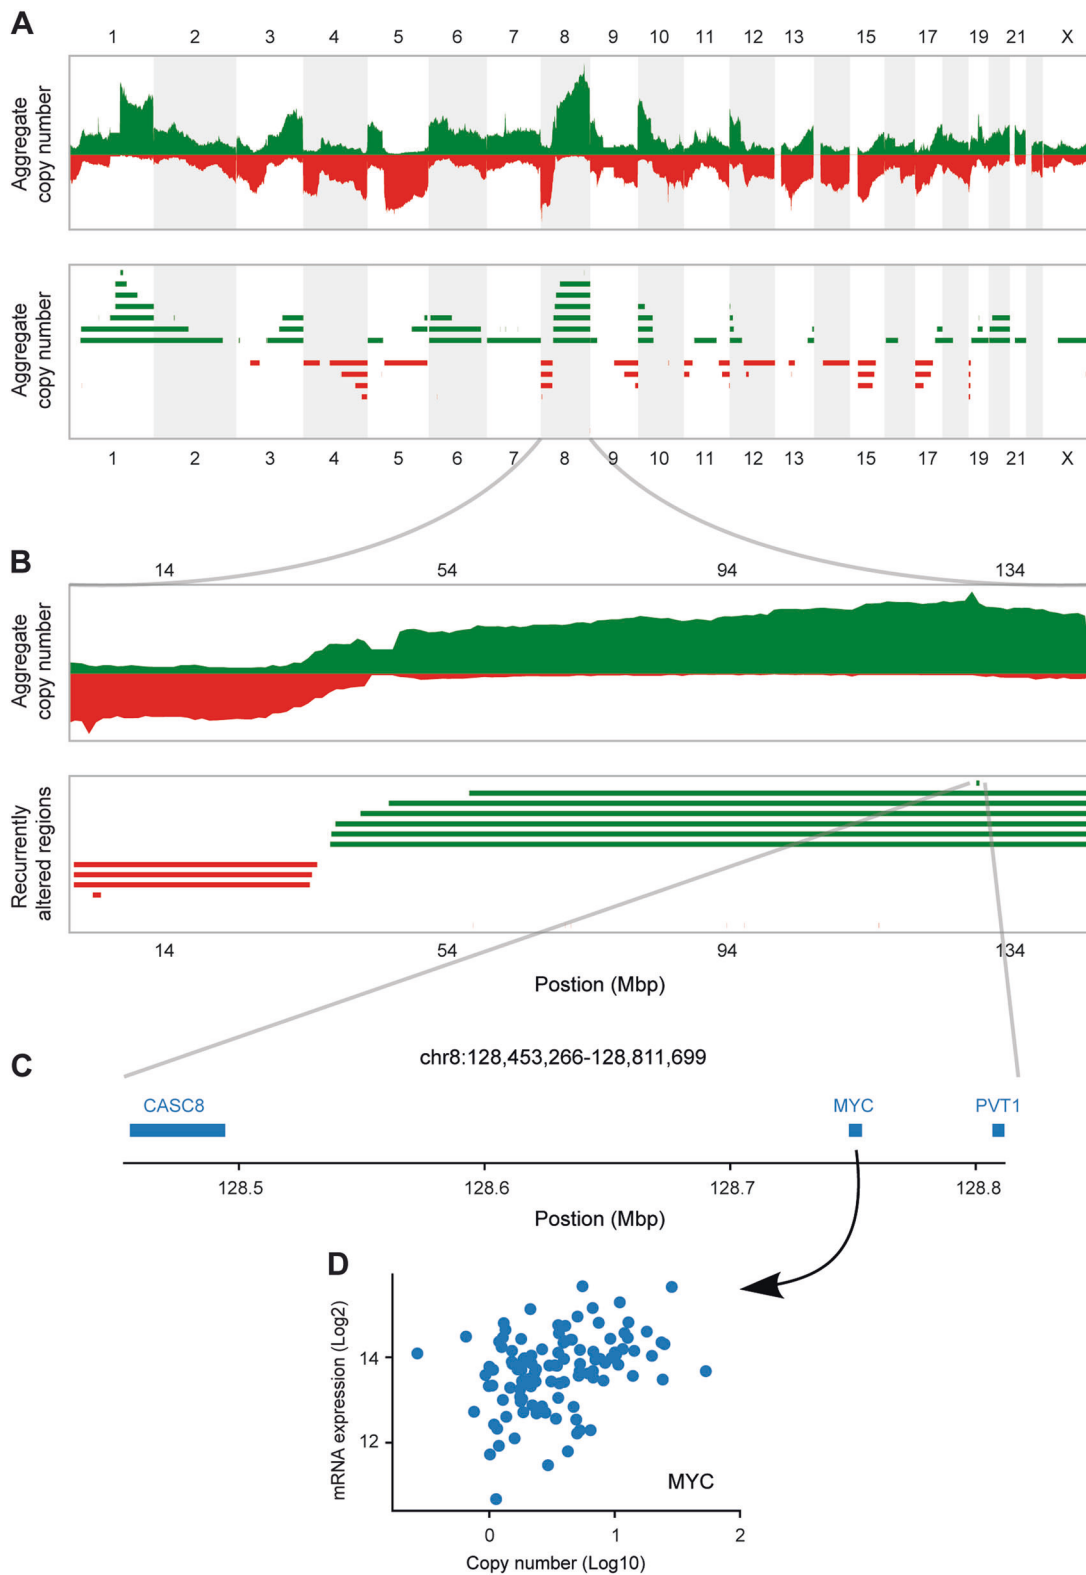 A
1 2 3 4 5 6 7 8 9 10 11 12 13 15 17 19 21 X
Aggregate
copy number
Aggregate
copy number
1 2 3 4 5 6 7 8 9 10 11 12 13 15 17 19 21 X
B
14 54 94 134
Aggregate
copy number
Recurrently
altered regions
14 54 94 134
Postion (Mbp)
C
chr8:128,453,266-128,811,699
CASC8 MYC PVT1
128.5 128.6 128.7 128.8
Postion (Mbp)
D
mRNA expression (Log2)
14
12
MYC
0 1 2
Copy number (Log10)